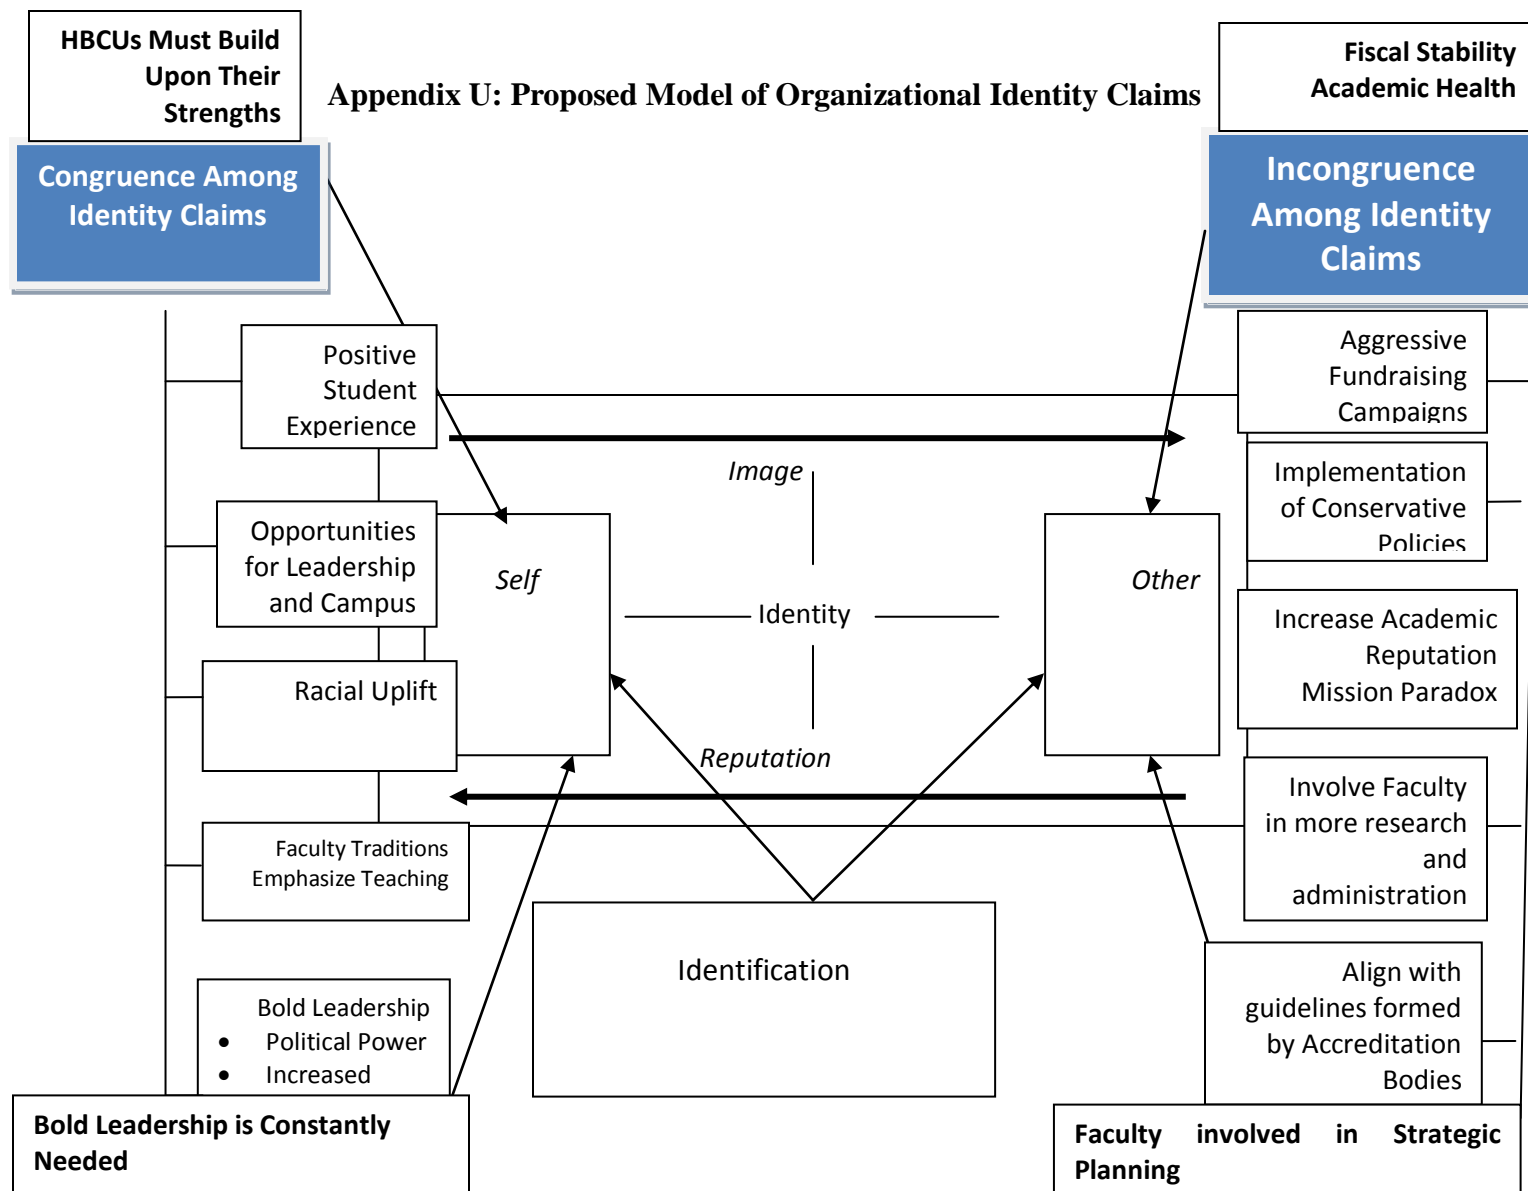 HBCUs Must Build
Upon Their
Strengths
Appendix U: Proposed Model of Organizational Identity Claims
Fiscal Stability
Academic Health
Congruence Among
Identity Claims
Incongruence
Among Identity
Claims
Positive
Student
Experience
Opportunities
for Leadership
and Campus
Racial Uplift
Faculty Traditions
Emphasize Teaching
Bold Leadership
• Political Power
• Increased
Bold Leadership is Constantly
Needed
Image
Self
Identity
Other
Reputation
Identification
Aggressive
Fundraising
Campaigns
Implementation
of Conservative
Policies
Increase Academic
Reputation
Mission Paradox
Involve Faculty
in more research
and
administration
Align with
guidelines formed
by Accreditation
Bodies
Faculty involved in Strategic
Planning